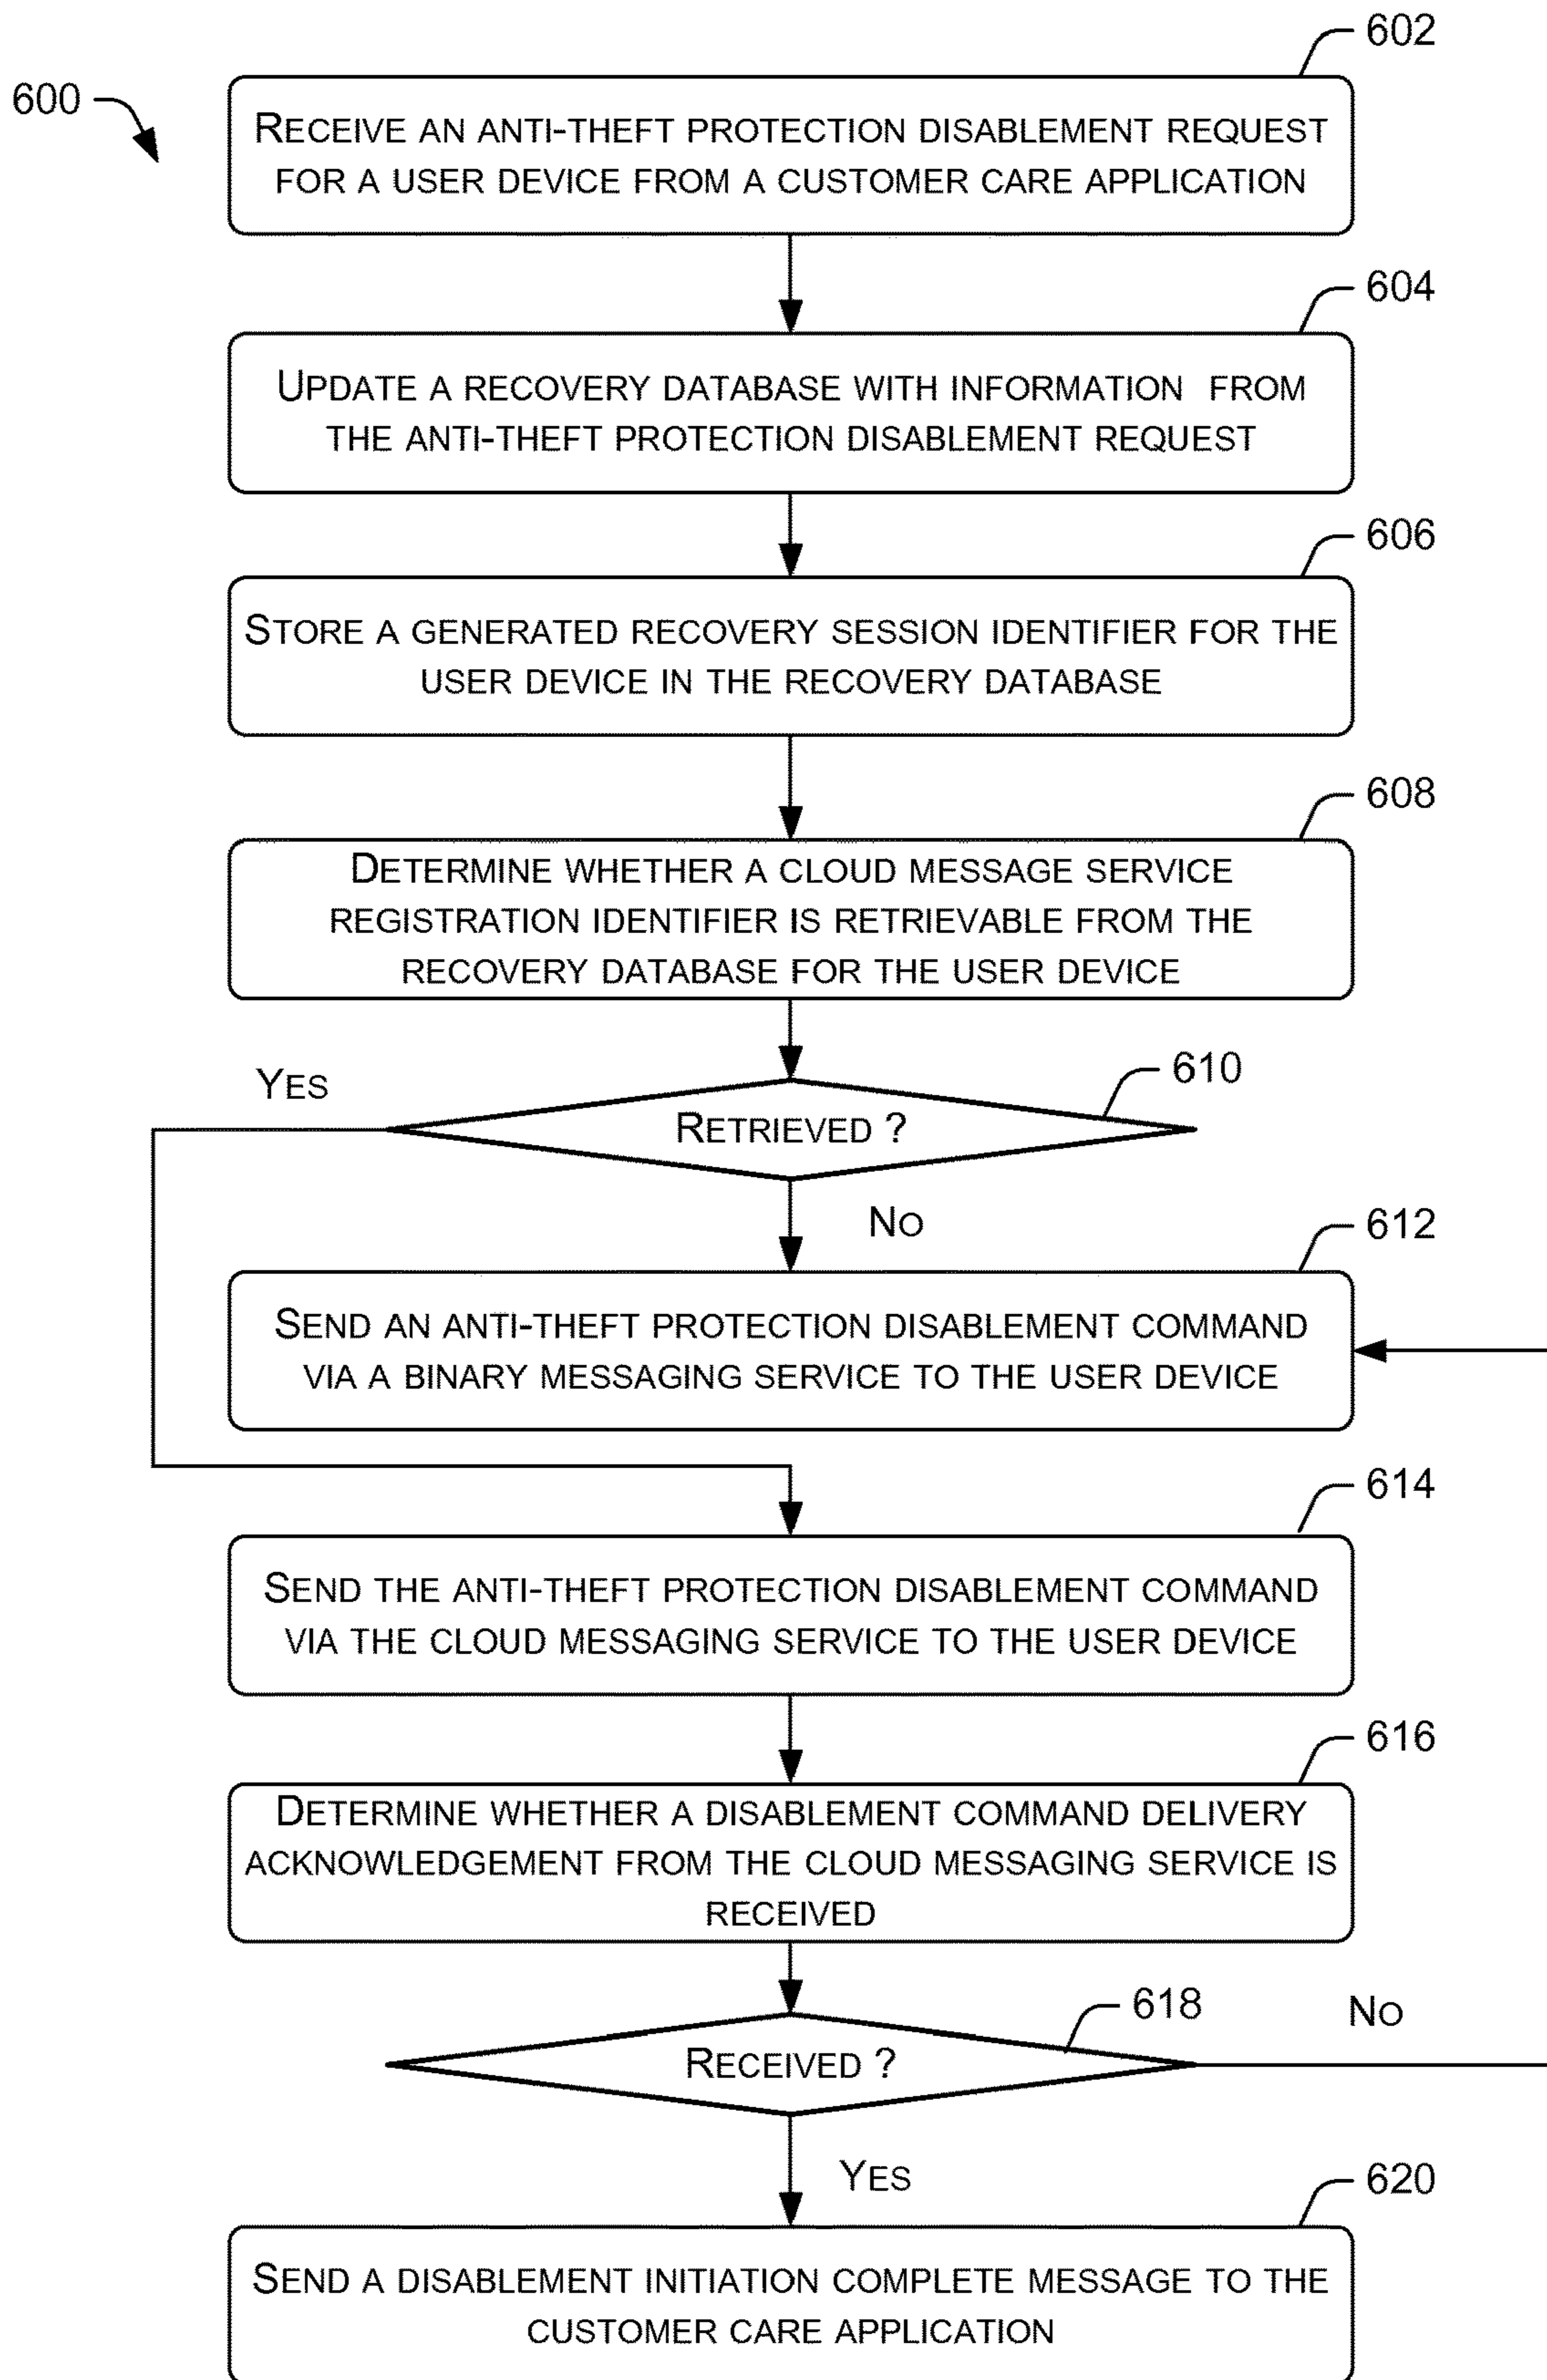 602
600
RECEIVE AN ANTI-THEFT PROTECTION DISABLEMENT REQUEST
FOR A USER DEVICE FROM A CUSTOMER CARE APPLICATION
604
UPDATE A RECOVERY DATABASE WITH INFORMATION FROM
THE ANTI-THEFT PROTECTION DISABLEMENT REQUEST
606
STORE A GENERATED RECOVERY SESSION IDENTIFIER FOR THE
USER DEVICE IN THE RECOVERY DATABASE
608
DETERMINE WHETHER A CLOUD MESSAGE SERVICE
REGISTRATION IDENTIFIER IS RETRIEVABLE FROM THE
RECOVERY DATABASE FOR THE USER DEVICE
610
YES
RETRIEVED ?
NO
612
SEND AN ANTI-THEFT PROTECTION DISABLEMENT COMMAND
VIA A BINARY MESSAGING SERVICE TO THE USER DEVICE
614
SEND THE ANTI-THEFT PROTECTION DISABLEMENT COMMAND
VIA THE CLOUD MESSAGING SERVICE TO THE USER DEVICE
616
DETERMINE WHETHER A DISABLEMENT COMMAND DELIVERY
ACKNOWLEDGEMENT FROM THE CLOUD MESSAGING SERVICE IS
RECEIVED
618
NO
RECEIVED ?
YES
620
SEND A DISABLEMENT INITIATION COMPLETE MESSAGE TO THE
CUSTOMER CARE APPLICATION